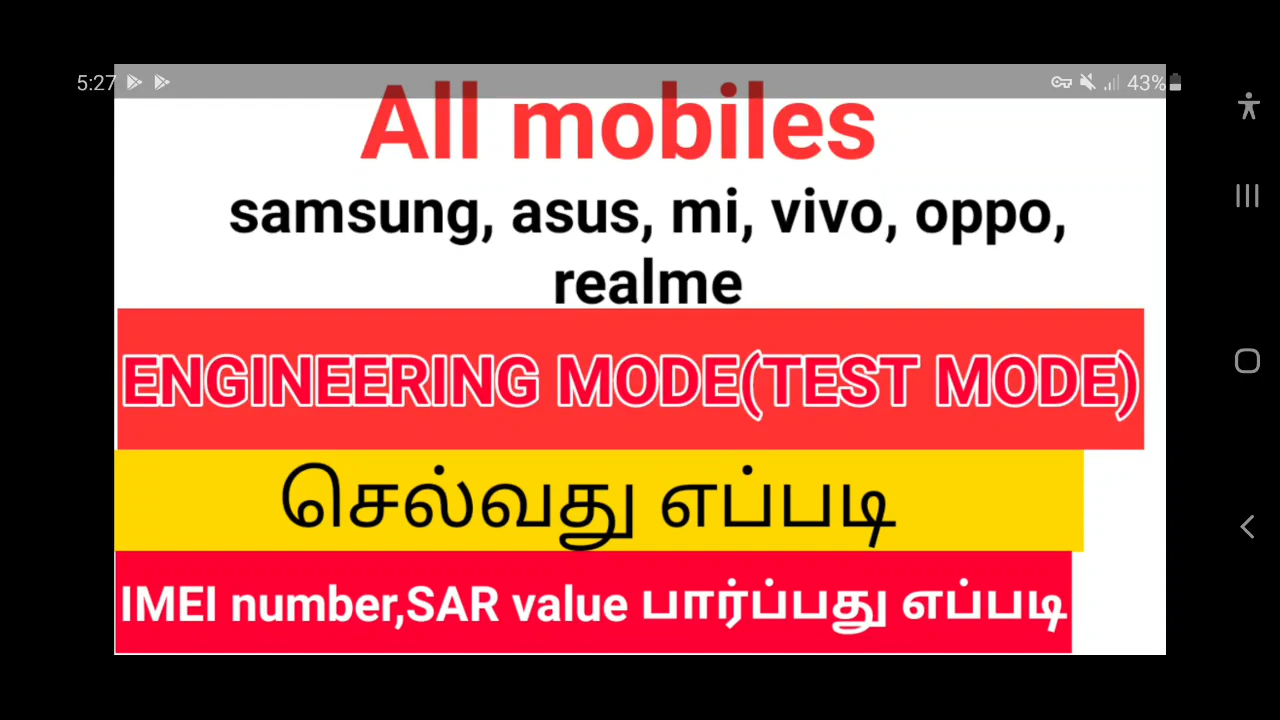 5:27
43%
All mobiles
samsung, asus, mi, vivo, oppo,
realme
ENGINEERING MODE(TEST MODE)
செல்வது எப்படி
IMEI number,SAR value பார்ப்பது எப்படி